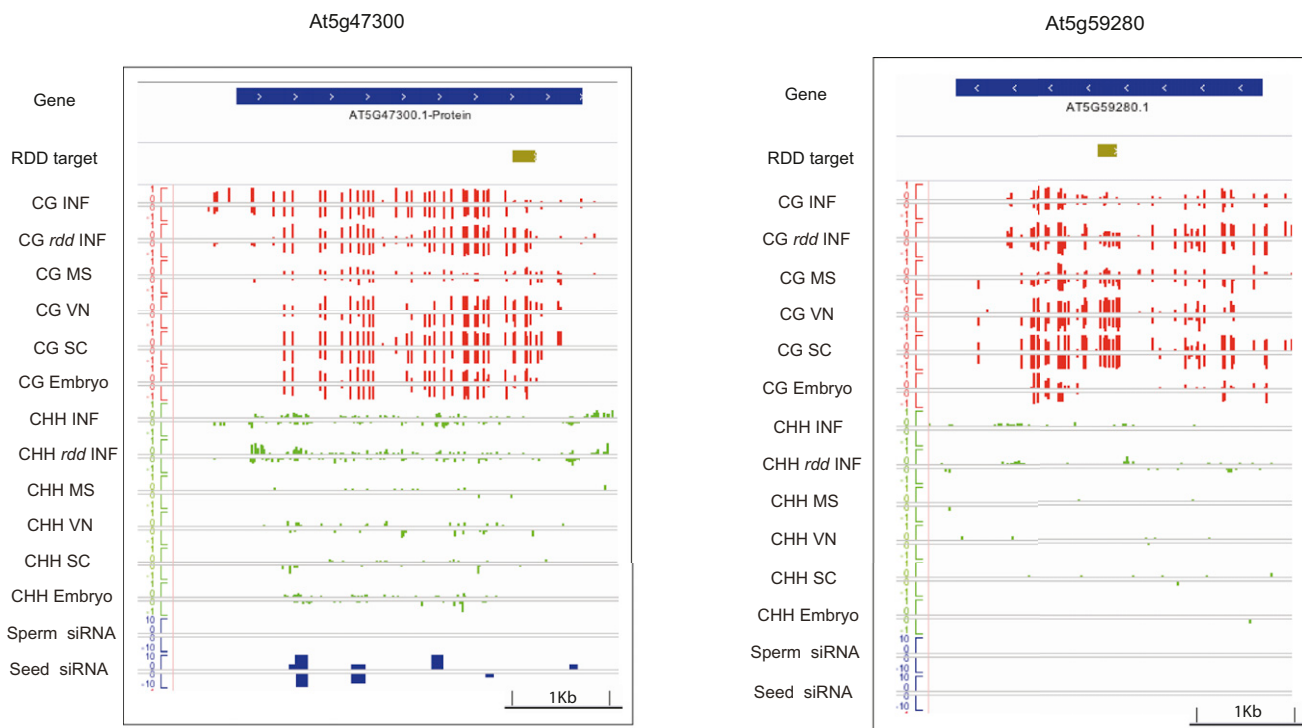 At5g47300
Gene
AT5G47300.1-Protein
RDD target
CG INF
CG rdd INF
CG MS
CG VN
CG SC
CG Embryo
CHH INF
CHH rdd INF
CHH MS
CHH VN
CHH SC
CHH Embryo
Sperm siRNA
Seed siRNA
1Kb
At5g59280
Gene
AT5G59280.1
RDD target
CG INF
CG rdd INF
CG MS
CG VN
CG SC
CG Embryo
CHH INF
CHH rdd INF
CHH MS
CHH VN
CHH SC
CHH Embryo
Sperm siRNA
Seed siRNA
1Kb